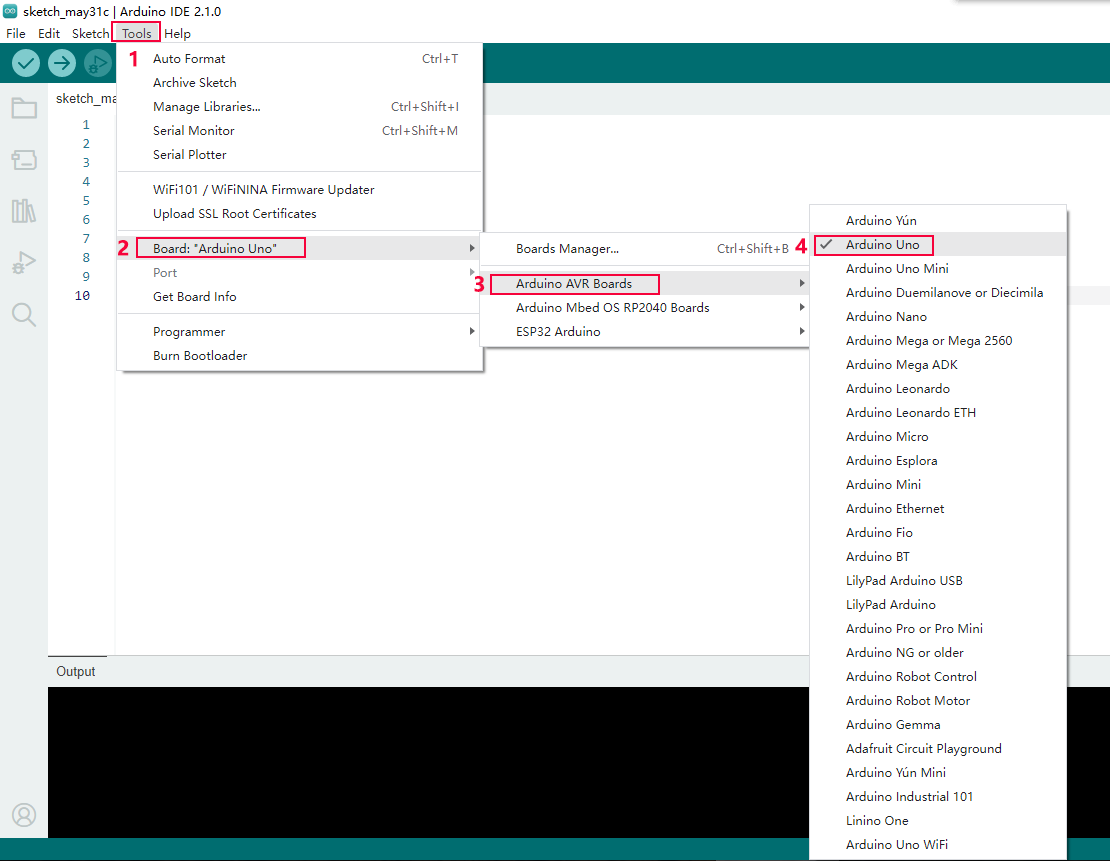 sketch_may31c | Arduino IDE 2.1.0
File Edit Sketch Tools Help
1 Auto Format Ctrl+T
Archive Sketch
sketch_ma
Manage Libraries... Ctrl+Shift+I
Serial Monitor Ctrl+Shift+M
Serial Plotter
WiFi101 / WiFiNINA Firmware Updater
Upload SSL Root Certificates
2 Board: "Arduino Uno"
Port
Get Board Info
Programmer
Burn Bootloader
1
2
3
4
5
6
7
8
9
10
Boards Manager... Ctrl+Shift+B
3 Arduino AVR Boards
Arduino Mbed OS RP2040 Boards
ESP32 Arduino
Arduino Yún
4 Arduino Uno
Arduino Uno Mini
Arduino Duemilanove or Diecimila
Arduino Nano
Arduino Mega or Mega 2560
Arduino Mega ADK
Arduino Leonardo
Arduino Leonardo ETH
Arduino Micro
Arduino Esplora
Arduino Mini
Arduino Ethernet
Arduino Fio
Arduino BT
LilyPad Arduino USB
LilyPad Arduino
Arduino Pro or Pro Mini
Arduino NG or older
Arduino Robot Control
Arduino Robot Motor
Arduino Gemma
Adafruit Circuit Playground
Arduino Yún Mini
Arduino Industrial 101
Linino One
Arduino Uno WiFi
Output